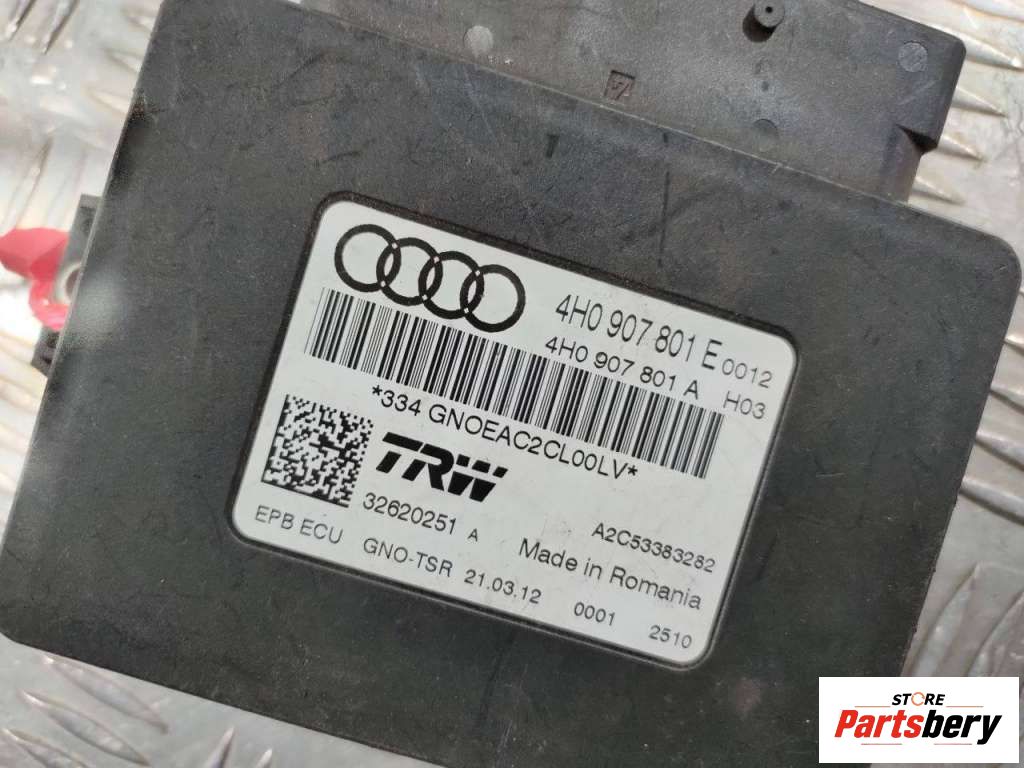 4H0 907 801 E 0012
4H0 907 801 A H03
*334 GNOEAC2CL00LV*
TRW
32620251 A
A2C53383282
EPB ECU
Made in Romania
GNO-TSR 21.03.12 0001 2510
STORE
Partsbery